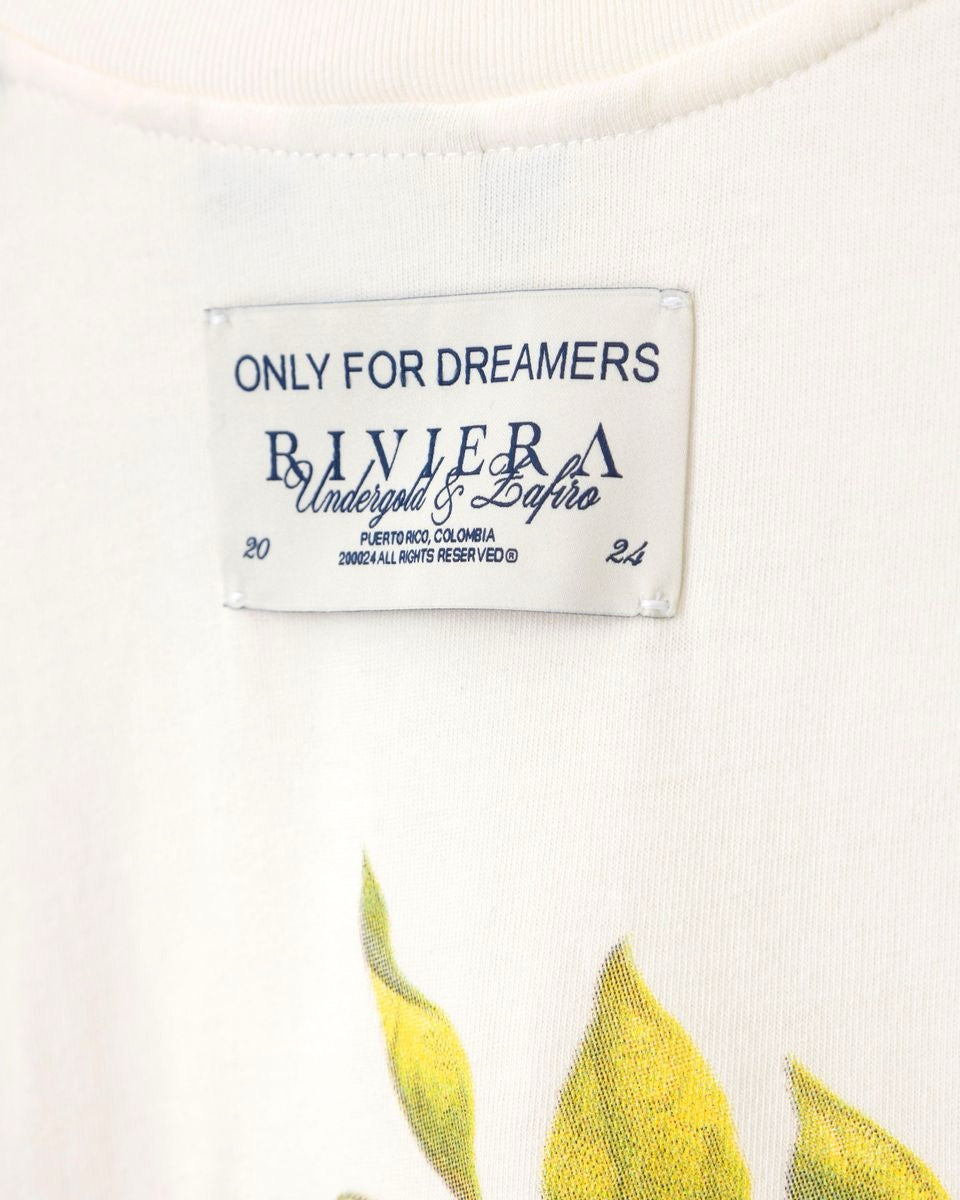 ONLY FOR DREAMERS
RIVIERA
Undergold & Zafiro
PUERTO RICO, COLOMBIA
20 200024 ALL RIGHTS RESERVED® 24